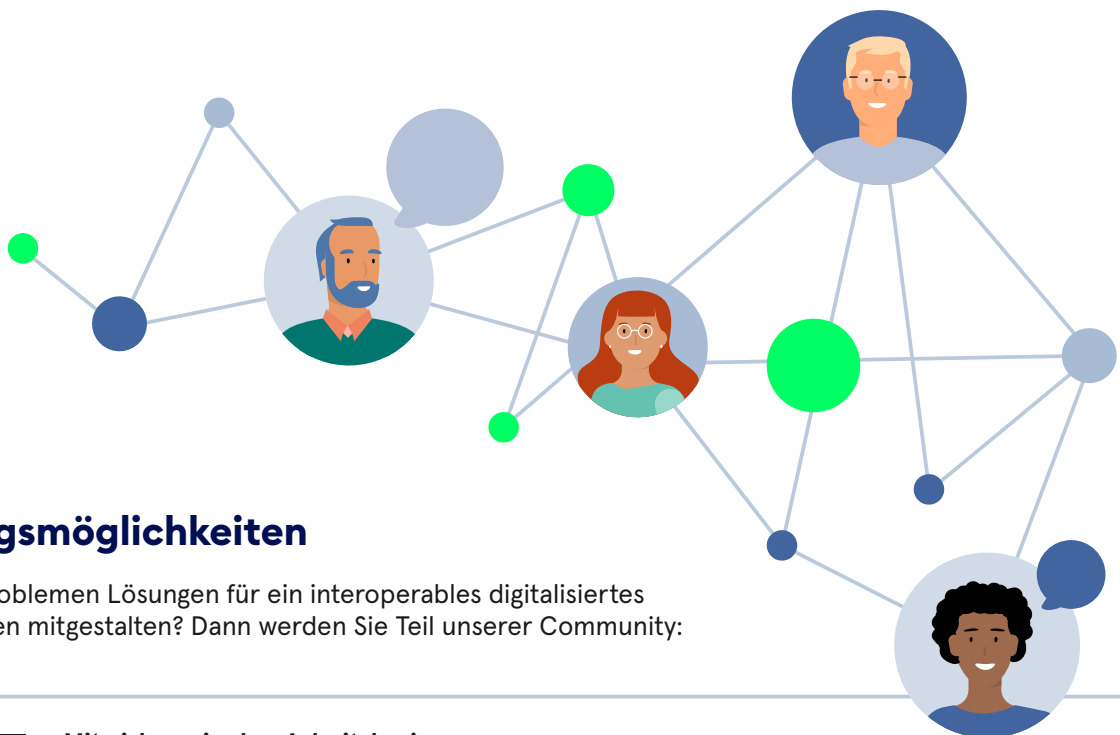 gsmöglichkeiten
oblemen Lösungen für ein interoperables digitalisiertes
en mitgestalten? Dann werden Sie Teil unserer Community: